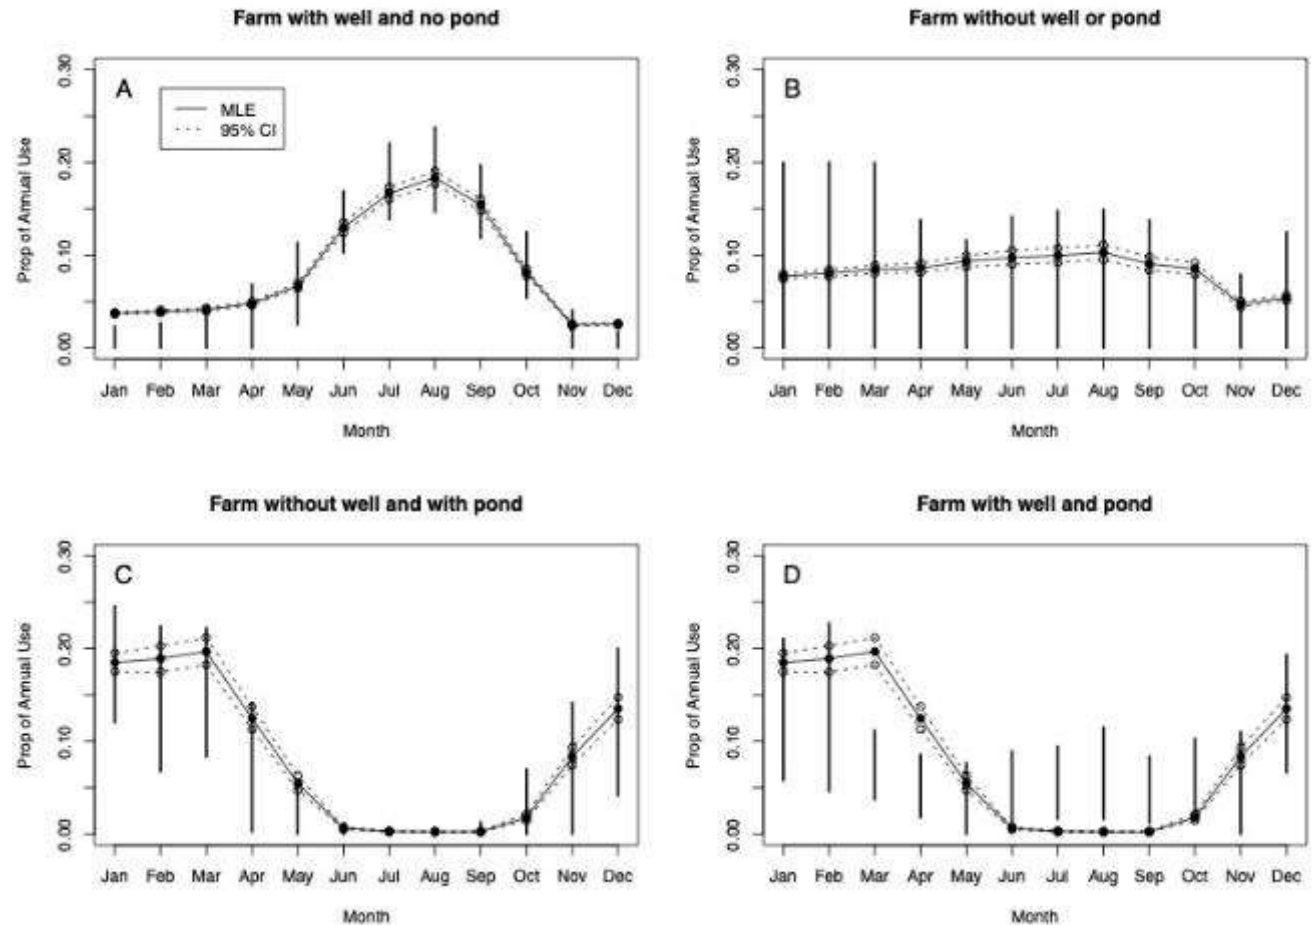 Farm with well and no pond
A
MLE
95% CI
Prop of Annual Use
0.30
0.20
0.10
0.00
Jan Feb Mar Apr May Jun Jul Aug Sep Oct Nov Dec
Month
Farm without well or pond
B
Prop of Annual Use
0.30
0.20
0.10
0.00
Jan Feb Mar Apr May Jun Jul Aug Sep Oct Nov Dec
Month
Farm without well and with pond
C
Prop of Annual Use
0.30
0.20
0.10
0.00
Jan Feb Mar Apr May Jun Jul Aug Sep Oct Nov Dec
Month
Farm with well and pond
D
Prop of Annual Use
0.30
0.20
0.10
0.00
Jan Feb Mar Apr May Jun Jul Aug Sep Oct Nov Dec
Month